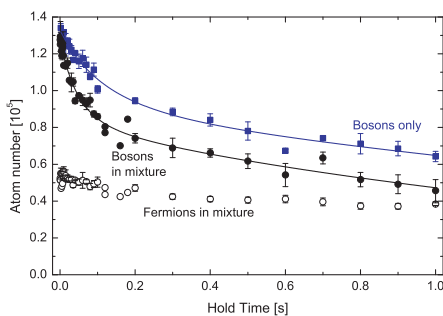 1.4
1.2
1.0
0.8
0.6
0.4
0.2
0.0
Atom number [10⁵]
Bosons only
Bosons
in mixture
Fermions in mixture
0.0
0.2
0.4
0.6
0.8
1.0
Hold Time [s]